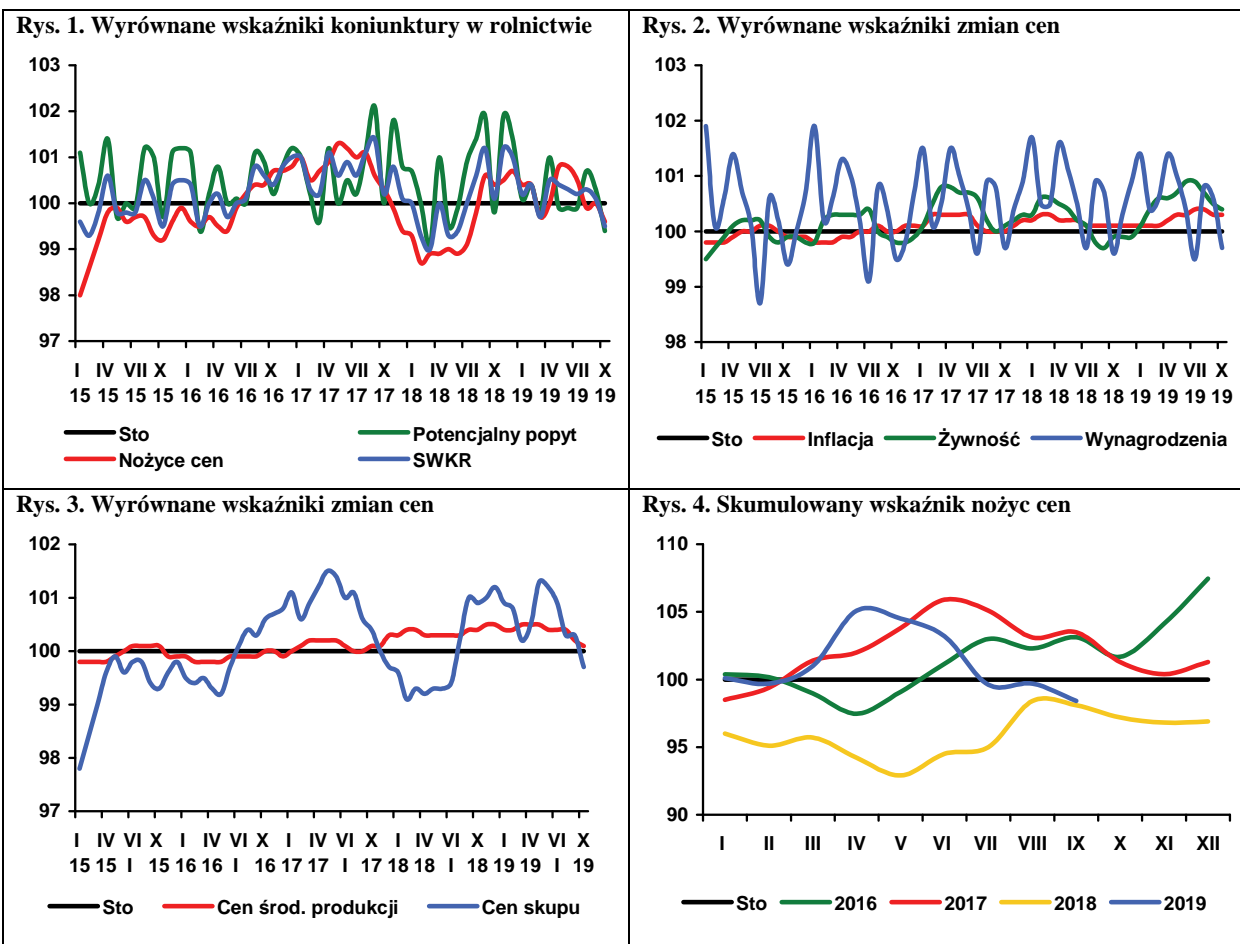 Rys. 1. Wyrównane wskaźniki koniunktury w rolnictwie
103
102
101
100
99
98
97
I IV VII X I IV VII X I IV VII X I IV VII X I IV VII X
15 15 15 15 16 16 16 16 17 17 17 17 18 18 18 18 19 19 19 19
Sto Potencjalny popyt
Nożyce cen SWKR
Rys. 2. Wyrównane wskaźniki zmian cen
103
102
101
100
99
98
I IV VII X I IV VII X I IV VII X I IV VII X I IV VII X
15 15 15 15 16 16 16 16 17 17 17 17 18 18 18 18 19 19 19 19
Sto Inflacja Żywność Wynagrodzenia
Rys. 3. Wyrównane wskaźniki zmian cen
102
101
100
99
98
97
I IV VI X I IV VI X I IV VI X I IV VI X I IV VI X
15 15 I 15 16 16 I 16 17 17 I 17 18 18 I 18 19 19 I 19
Sto Cen środ. produkcji Cen skupu
Rys. 4. Skumulowany wskaźnik nożyc cen
110
105
100
95
90
I II III IV V VI VII VIII IX X XI XII
Sto 2016 2017 2018 2019